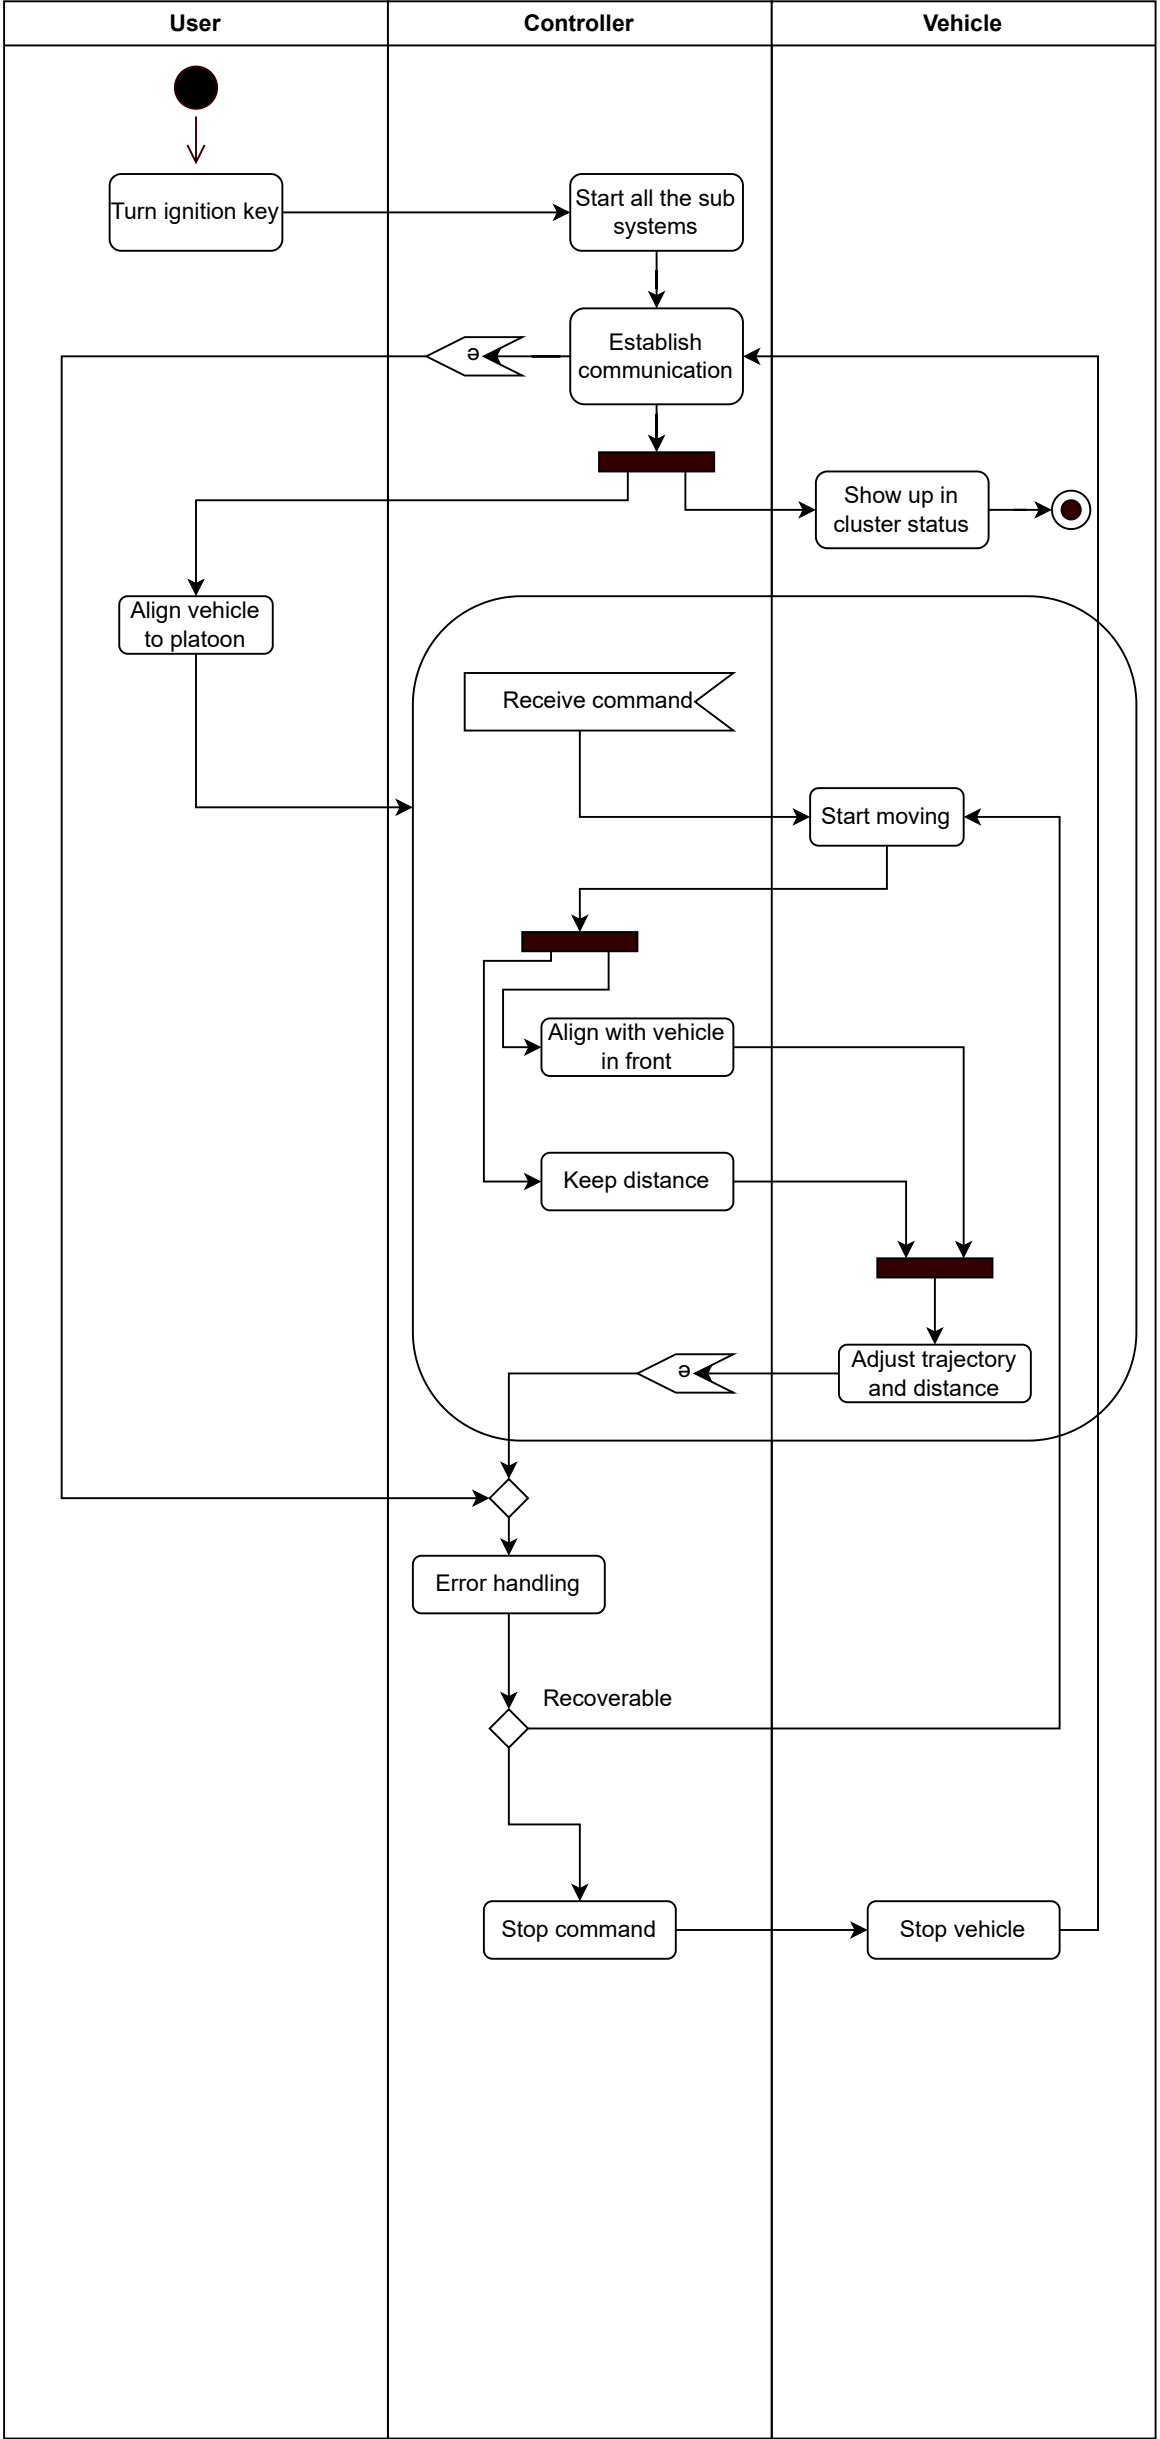 User
Controller
Vehicle
Turn ignition key
Start all the sub
systems
Establish
communication
ə
Show up in
cluster status
Align vehicle
to platoon
Receive command
Start moving
Align with vehicle
in front
Keep distance
Adjust trajectory
and distance
ə
Error handling
Recoverable
Stop command
Stop vehicle